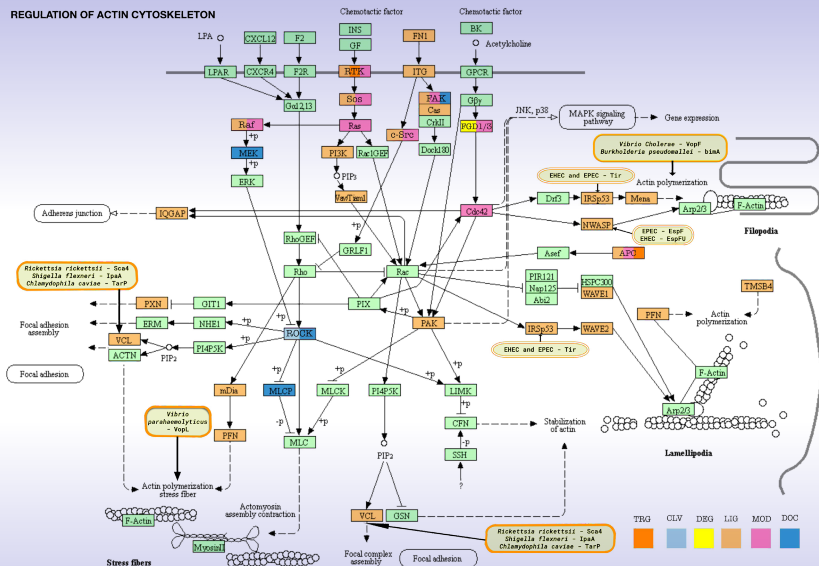 REGULATION OF ACTIN CYTOSKELETON
Chemotactic factor
Chemotactic factor
LPA
CXCL12
F2
INS
GF
FN1
BK
Acetylcholine
LPAR
CXCR4
F2R
RTK
ITG
GPCR
Gα12,13
Sos
FAK
Cas
CrkII
Gβγ
Raf
Ras
c-Src
PGD1/3
JNK, p38
MAPK signaling
pathway
Gene expression
MEK
PI3K
Rac1GEF
Dock180
ERK
PIP3
Vav/Tiam1
Vibrio Cholerae - VopF
Burkholderia pseudomallei - bimA
EHEC and EPEC - Tir
Actin polymerization
Drf3
IRSp53
Mena
Arp2/3
F-Actin
Filopodia
Adherens junction
IQGAP
Cdc42
NWASP
EPEC - EspF
EHEC - EspFU
RhoGEF
GRLF1
Asef
APC
Rickettsia rickettsii - Sca4
Shigella flexneri - IpaA
Chlamydophila caviae - TarP
Rho
Rac
PIR121
Nap125
Abi2
HSPC300
WAVE1
TMSB4
PXN
GIT1
PIX
PFN
Focal adhesion
assembly
ERM
NHE1
ROCK
PAK
IRSp53
WAVE2
Actin
polymerization
VCL
ACTN
PIP2
PI4P5K
EHEC and EPEC - Tir
Focal adhesion
F-Actin
mDia
MLCP
MLCK
PI4P5K
LIMK
Arp2/3
Vibrio
parahaemolyticus
- VopL
PFN
MLC
CFN
Stabilization
of actin
Lamellipodia
PIP2
SSH
?
Actin polymerization
stress fiber
Actomyosin
assembly contraction
F-Actin
MyosinII
Stress fibers
VCL
GSN
Rickettsia rickettsii - Sca4
Shigella flexneri - IpaA
Chlamydophila caviae - TarP
Focal complex
assembly
Focal adhesion
TRG
CLV
DEG
LIG
MOD
DOC
+p
+p
+p
+p
+p
+p
+p
+p
+p
+p
+p
+p
-p
-p